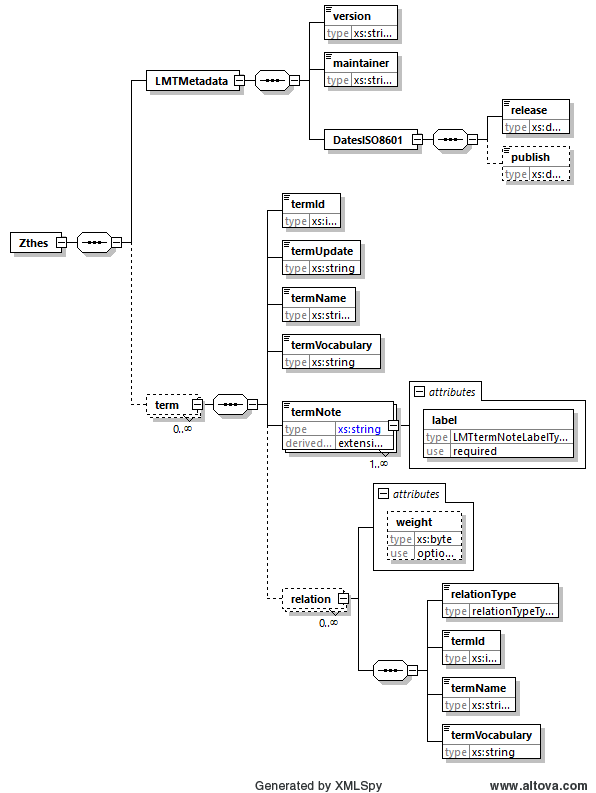 version
type xs:stri...
maintainer
type xs:stri...
LMTMetadata
DatesISO8601
release
type xs:d...
publish
type xs:d...
Zthes
termId
type xs:i...
termUpdate
type xs:string
termName
type xs:stri...
termVocabulary
type xs:string
term
0..∞
termNote
type xs:string
derived... extensi...
1..∞
attributes
label
type LMTtermNoteLabelTy...
use required
attributes
weight
type xs:byte
use optio...
relation
0..∞
relationType
type relationTypeTy...
termId
type xs:i...
termName
type xs:stri...
termVocabulary
type xs:string
Generated by XMLSpy
www.altova.com